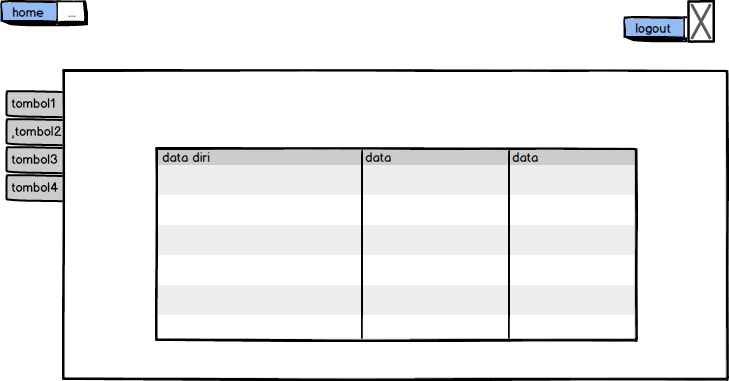 home ...
logout
tombol1
,tombol2
tombol3
tombol4
data diri data data